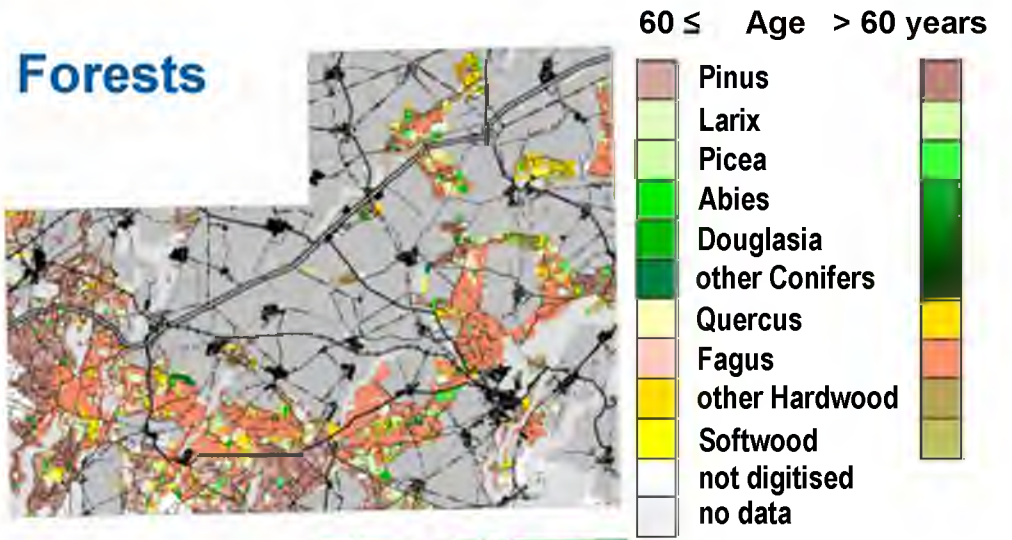 60 ≤ Age > 60 years
Forests
Pinus
Larix
Picea
Abies
Douglasia
other Conifers
Quercus
Fagus
other Hardwood
Softwood
not digitised
no data